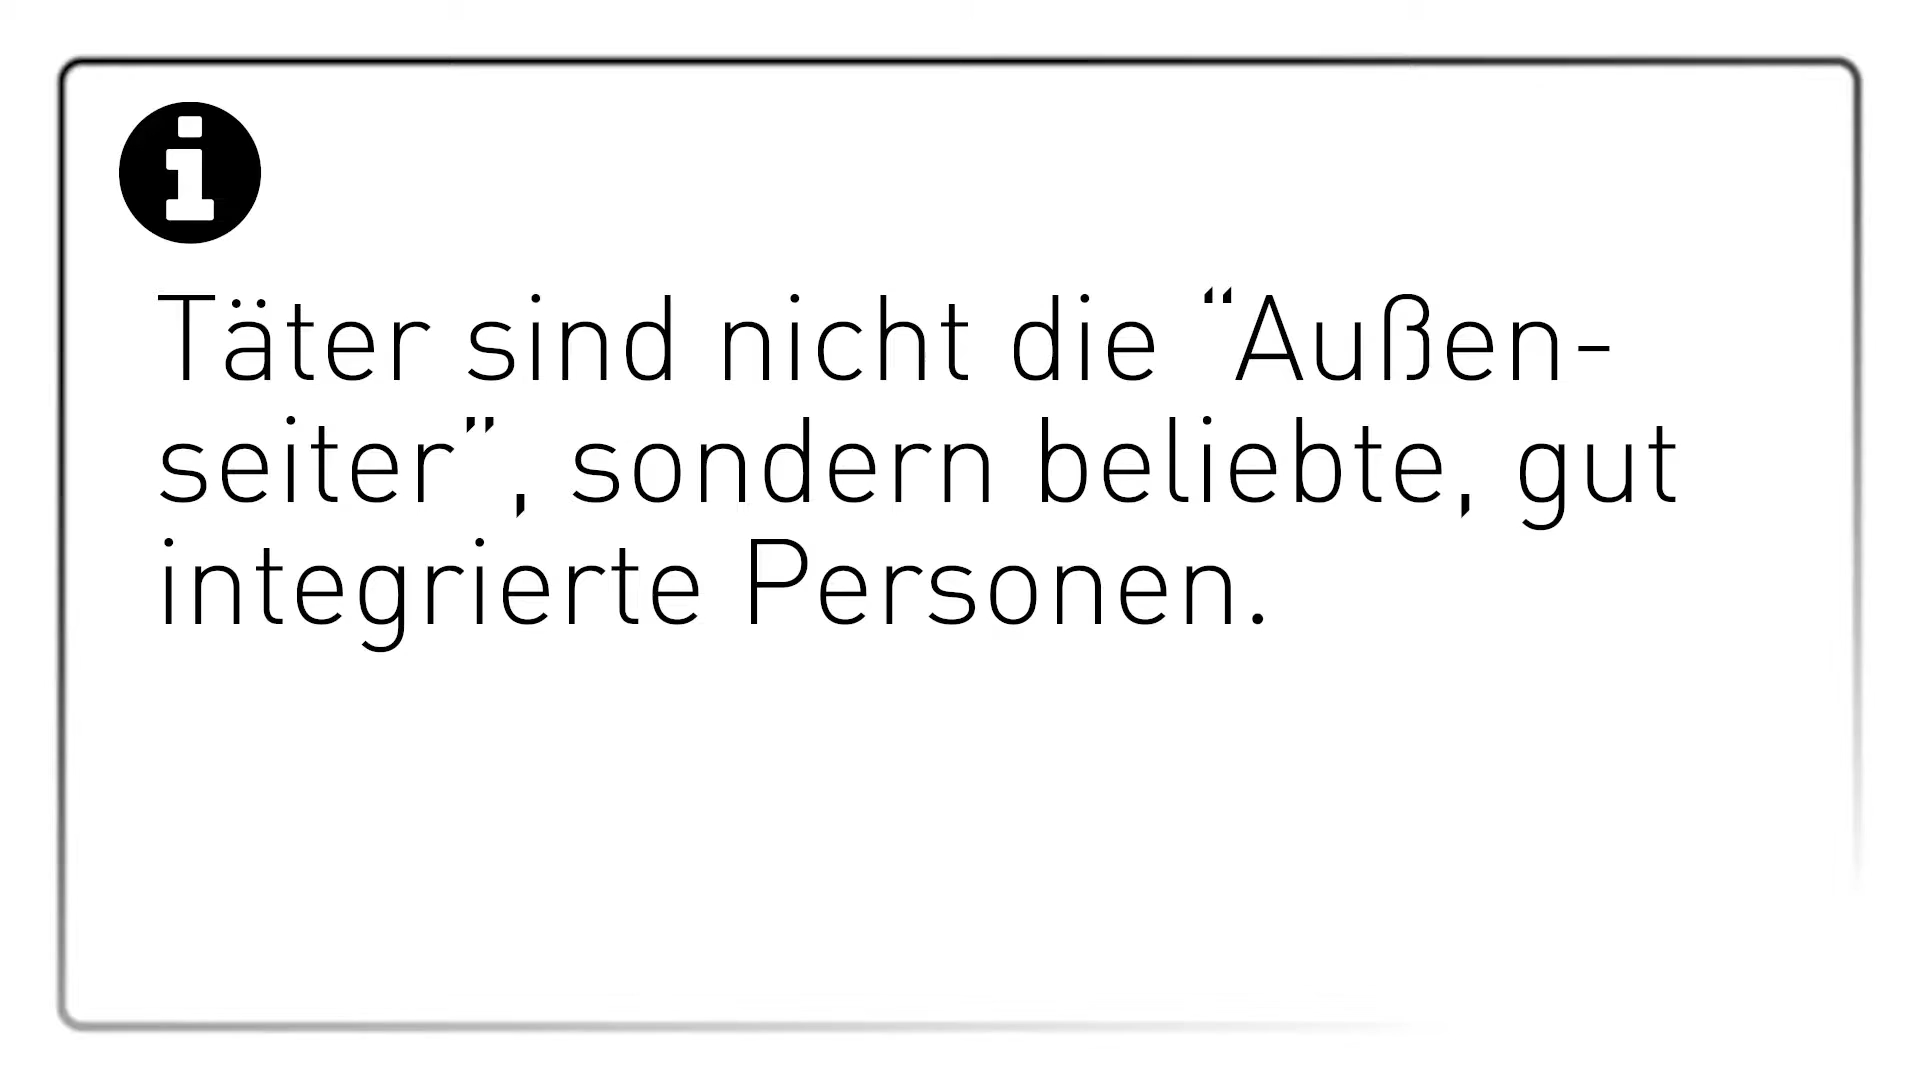 Täter sind nicht die “Außen-
seiter”, sondern beliebte, gut
integrierte Personen.